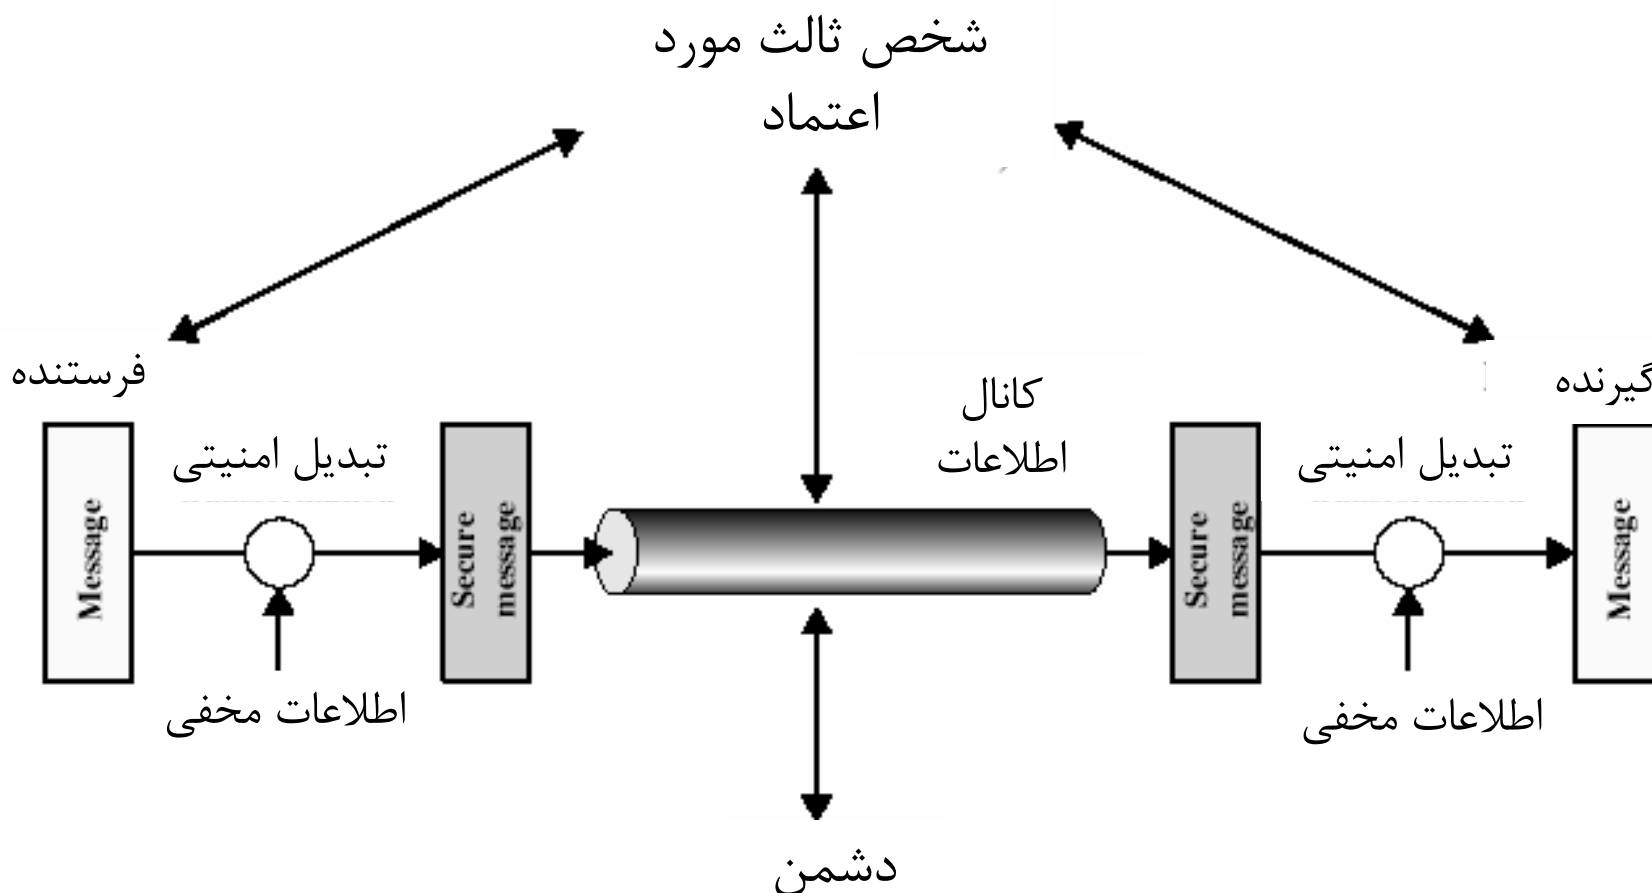 شخص ثالث مورد
اعتماد
فرستنده
گیرنده
کانال
اطلاعات
تبدیل امنیتی
تبدیل امنیتی
Message
Secure
message
Secure
message
Message
اطلاعات مخفی
اطلاعات مخفی
دشمن